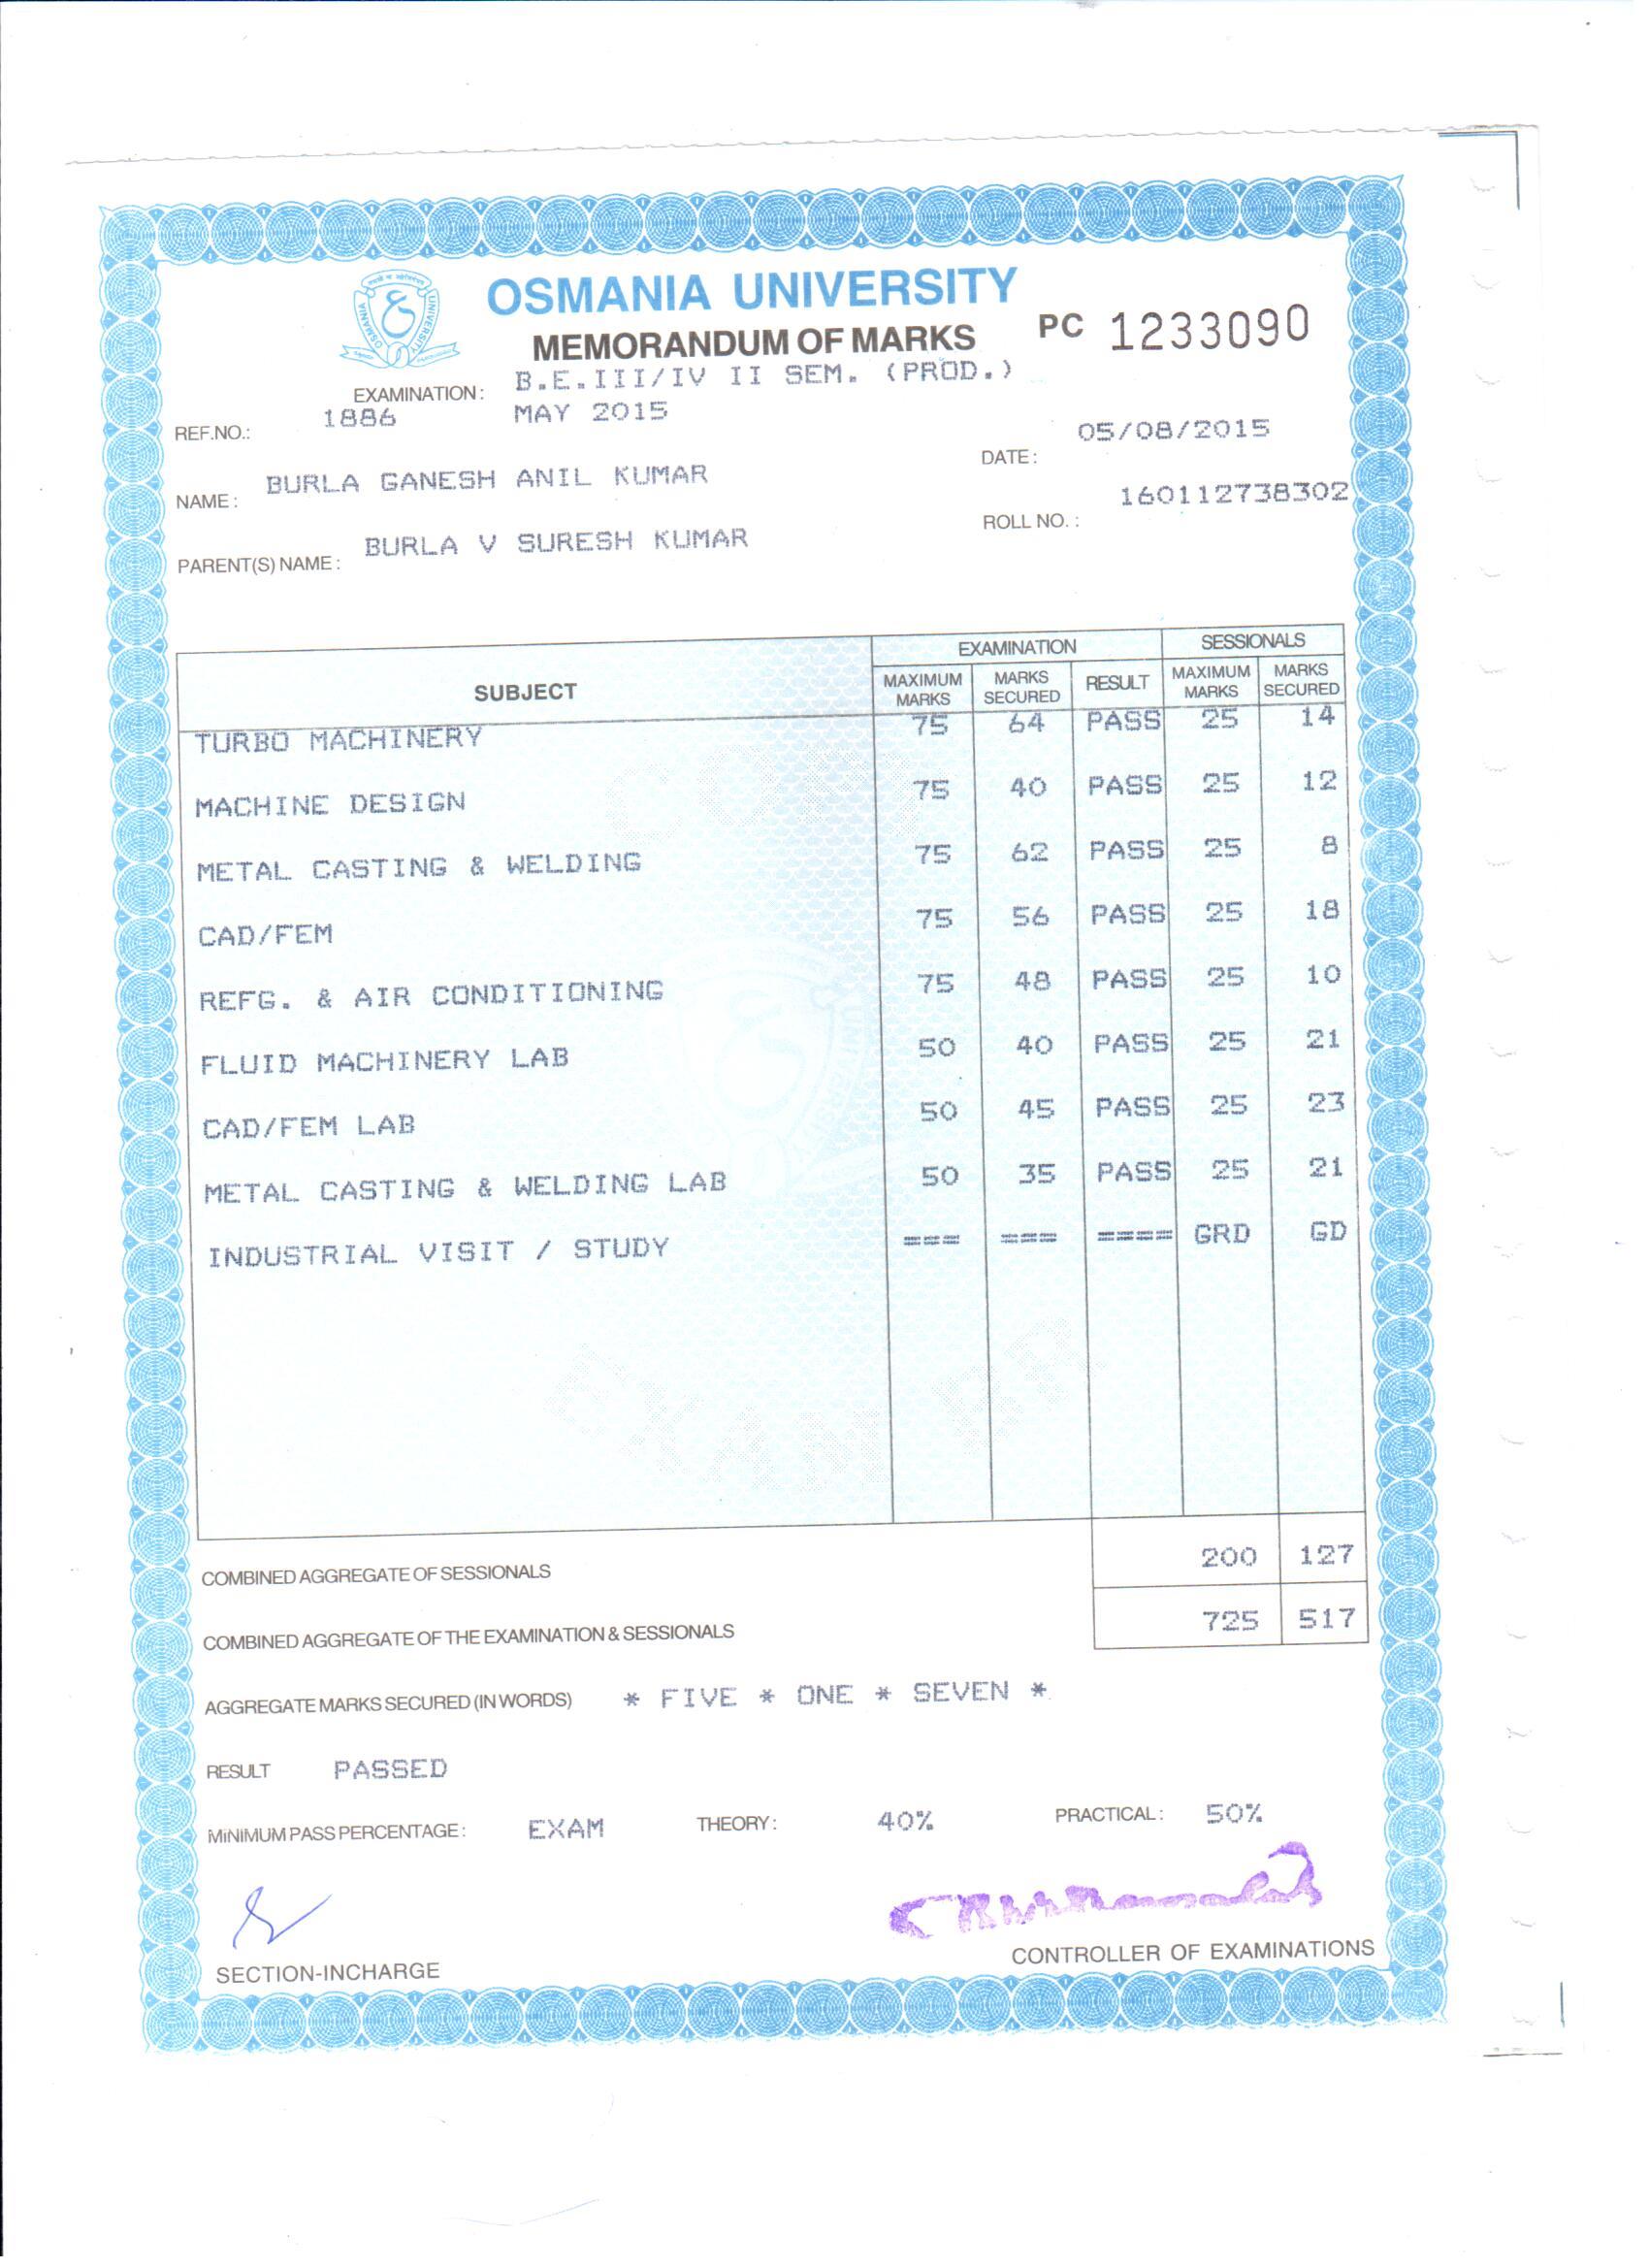 OSMANIA UNIVERSITY
MEMORANDUM OF MARKS
PC 1233090
EXAMINATION: B.E.III/IV II SEM. (PROD.)
MAY 2015
REF.NO.: 1886
DATE: 05/08/2015
NAME: BURLA GANESH ANIL KUMAR
ROLL NO. : 160112738302
PARENT(S) NAME: BURLA V SURESH KUMAR
SUBJECT EXAMINATION SESSIONALS
MAXIMUM MARKS MARKS SECURED RESULT MAXIMUM MARKS MARKS SECURED
TURBO MACHINERY 75 64 PASS 25 14
MACHINE DESIGN 75 40 PASS 25 12
METAL CASTING & WELDING 75 62 PASS 25 8
CAD/FEM 75 56 PASS 25 18
REFG. & AIR CONDITIONING 75 48 PASS 25 10
FLUID MACHINERY LAB 50 40 PASS 25 21
CAD/FEM LAB 50 45 PASS 25 23
METAL CASTING & WELDING LAB 50 35 PASS 25 21
INDUSTRIAL VISIT / STUDY === === ==== GRD GD
COMBINED AGGREGATE OF SESSIONALS 200 127
COMBINED AGGREGATE OF THE EXAMINATION & SESSIONALS 725 517
AGGREGATE MARKS SECURED (IN WORDS) * FIVE * ONE * SEVEN *
RESULT PASSED
MINIMUM PASS PERCENTAGE: EXAM THEORY: 40% PRACTICAL: 50%
SECTION-INCHARGE
CONTROLLER OF EXAMINATIONS